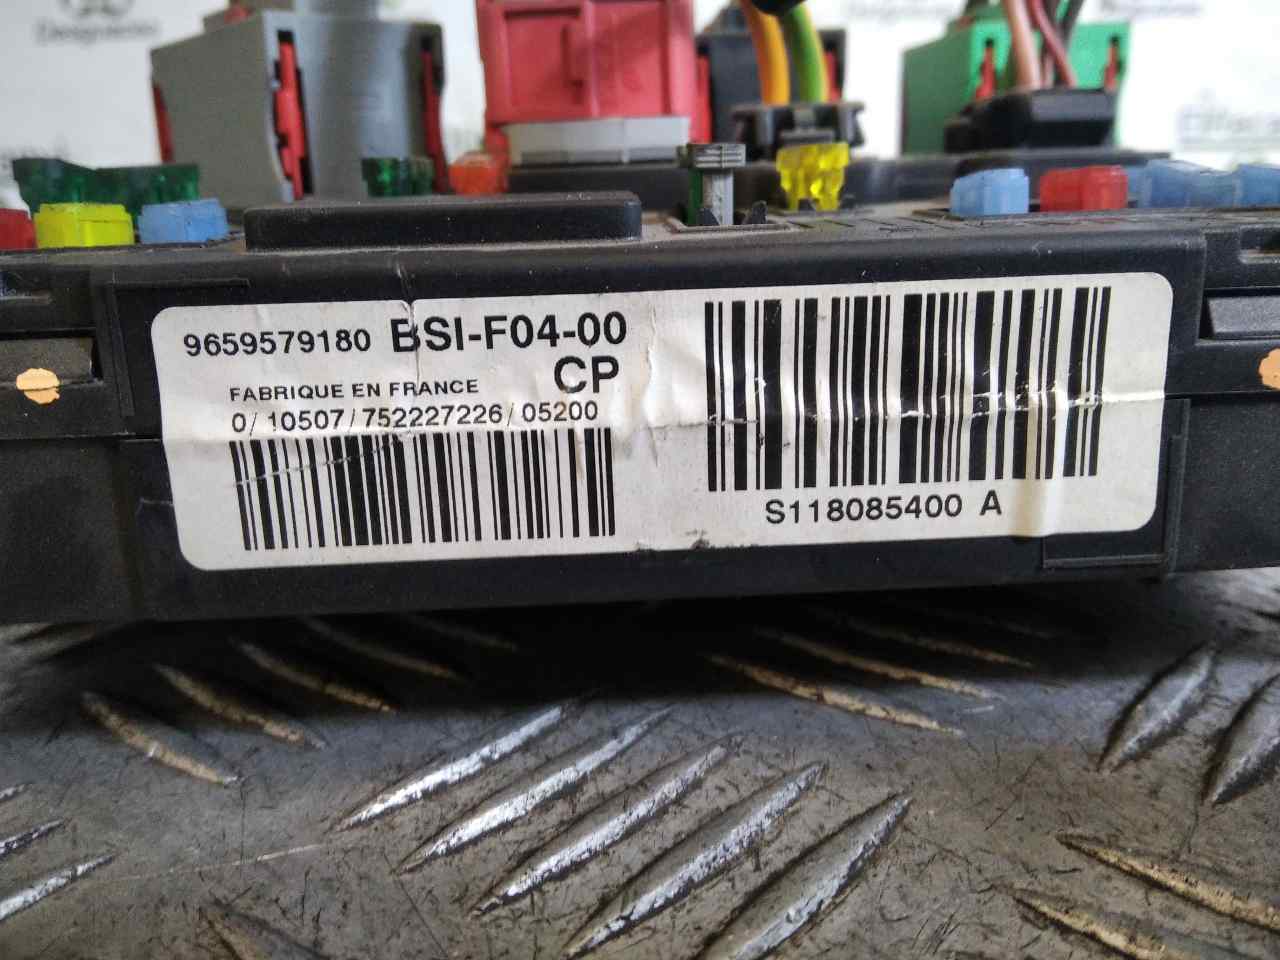 9659579180 BSI-F04-00
CP
FABRIQUE EN FRANCE
0/10507/752227226/05200
S118085400 A